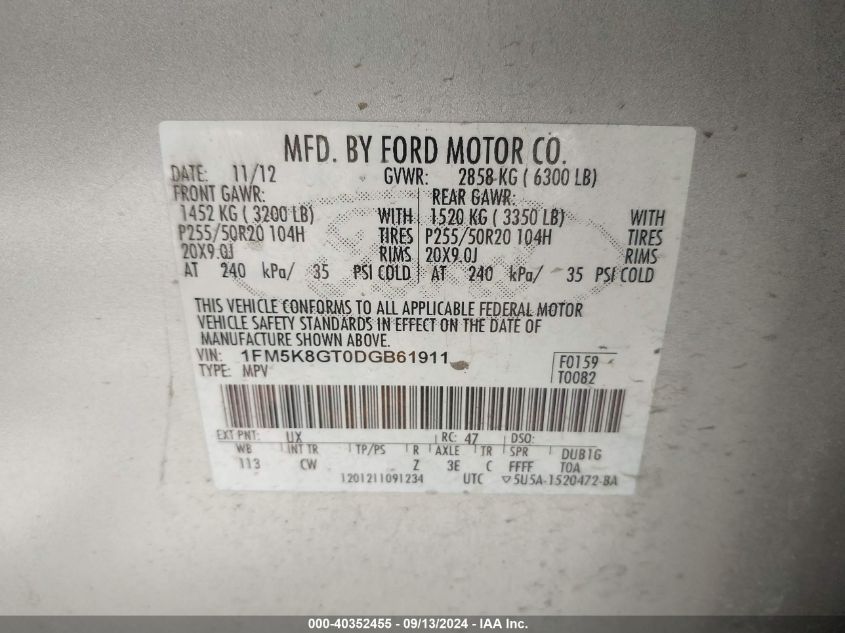 MFD. BY FORD MOTOR CO.
DATE: 11/12 GVWR: 2858 KG ( 6300 LB)
FRONT GAWR: REAR GAWR:
1452 KG ( 3200 LB) WITH 1520 KG ( 3350 LB) WITH
P255/50R20 104H TIRES P255/50R20 104H TIRES
20X9.0J RIMS 20X9.0J RIMS
AT 240 kPa/ 35 PSI COLD AT 240 kPa/ 35 PSI COLD
THIS VEHICLE CONFORMS TO ALL APPLICABLE FEDERAL MOTOR
VEHICLE SAFETY STANDARDS IN EFFECT ON THE DATE OF
MANUFACTURE SHOWN ABOVE.
VIN: 1FM5K8GT0DGB61911 F0159
TYPE: MPV T0082
EXT PNT: UX RC: 47 DSO:
WB INT TR TP/PS R AXLE TR SPR DUB1G
113 CW Z 3E C FFFF TOA
1201211091234 UTC ▽5U5A-1520472-BA
000-40352455 - 09/13/2024 - IAA Inc.